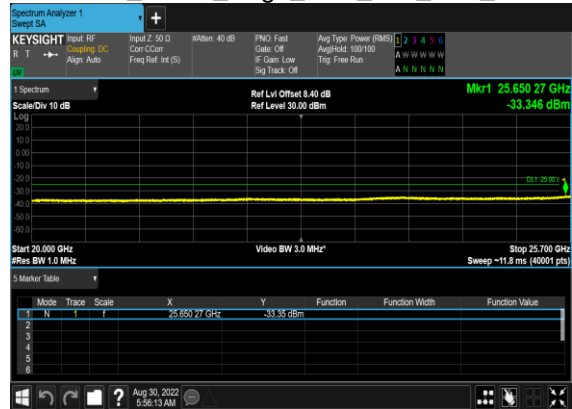 Spectrum Analyzer 1
Swept SA
+
KEYSIGHT Input: RF Input Z: 50 Ω #Atten: 40 dB PNO: Fast Avg Type: Power (RMS) 1 2 3 4 5 6
R T Coupling: DC Corr CCorr Gate: Off Avg|Hold: 100/100 A W W W W W
Align: Auto Freq Ref: Int (S) IF Gain: Low Trig: Free Run
Sig Track: Off A N N N N N
1 Spectrum Ref Lvl Offset 8.40 dB Mkr1 25.650 27 GHz
Scale/Div 10 dB Ref Level 30.00 dBm -33.346 dBm
Log
20.0
10.0
0.00
-10.0
-20.0
-30.0
-40.0
-50.0
-60.0
Start 20.000 GHz Video BW 3.0 MHz* Stop 25.700 GHz
#Res BW 1.0 MHz Sweep ~11.8 ms (40001 pts)
5 Marker Table
Mode Trace Scale X Y Function Function Width Function Value
1 N 1 f 25.650 27 GHz -33.35 dBm
2
3
4
5
6
? Aug 30, 2022
5:56:13 AM